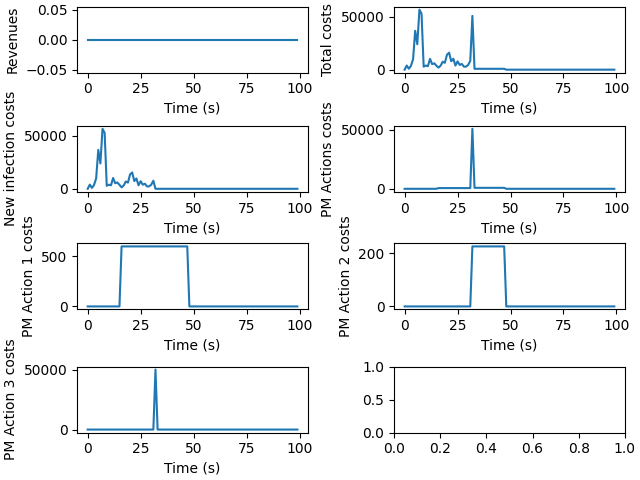 Revenues
0.05
0.00
−0.05
0 25 50 75 100
Time (s)
Total costs
50000
0
0 25 50 75 100
Time (s)
New infection costs
50000
0
0 25 50 75 100
Time (s)
PM Actions costs
50000
0
0 25 50 75 100
Time (s)
PM Action 1 costs
500
0
0 25 50 75 100
Time (s)
PM Action 2 costs
200
0
0 25 50 75 100
Time (s)
PM Action 3 costs
50000
0
0 25 50 75 100
Time (s)
1.0
0.5
0.0
0.0 0.2 0.4 0.6 0.8 1.0